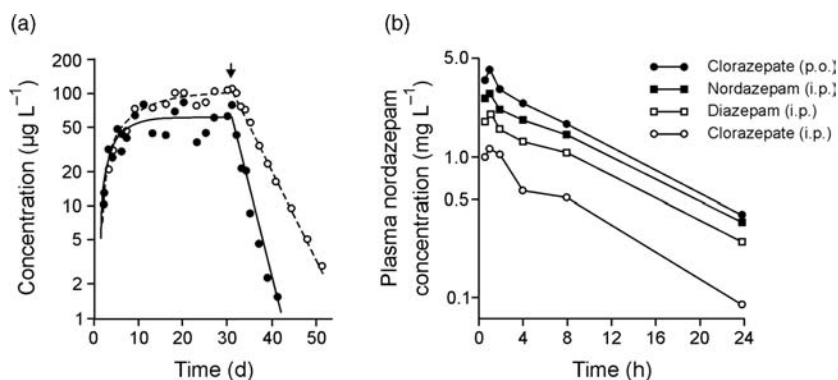 (a)
200
100
50
20
10
5
2
1
0 10 20 30 40 50
Concentration (µg L⁻¹)
Time (d)
(b)
5.0
1.0
0.5
0.1
0 4 8 12 16 20 24
Plasma nordazepam
concentration (mg L⁻¹)
Time (h)
Clorazepate (p.o.)
Nordazepam (i.p.)
Diazepam (i.p.)
Clorazepate (i.p.)